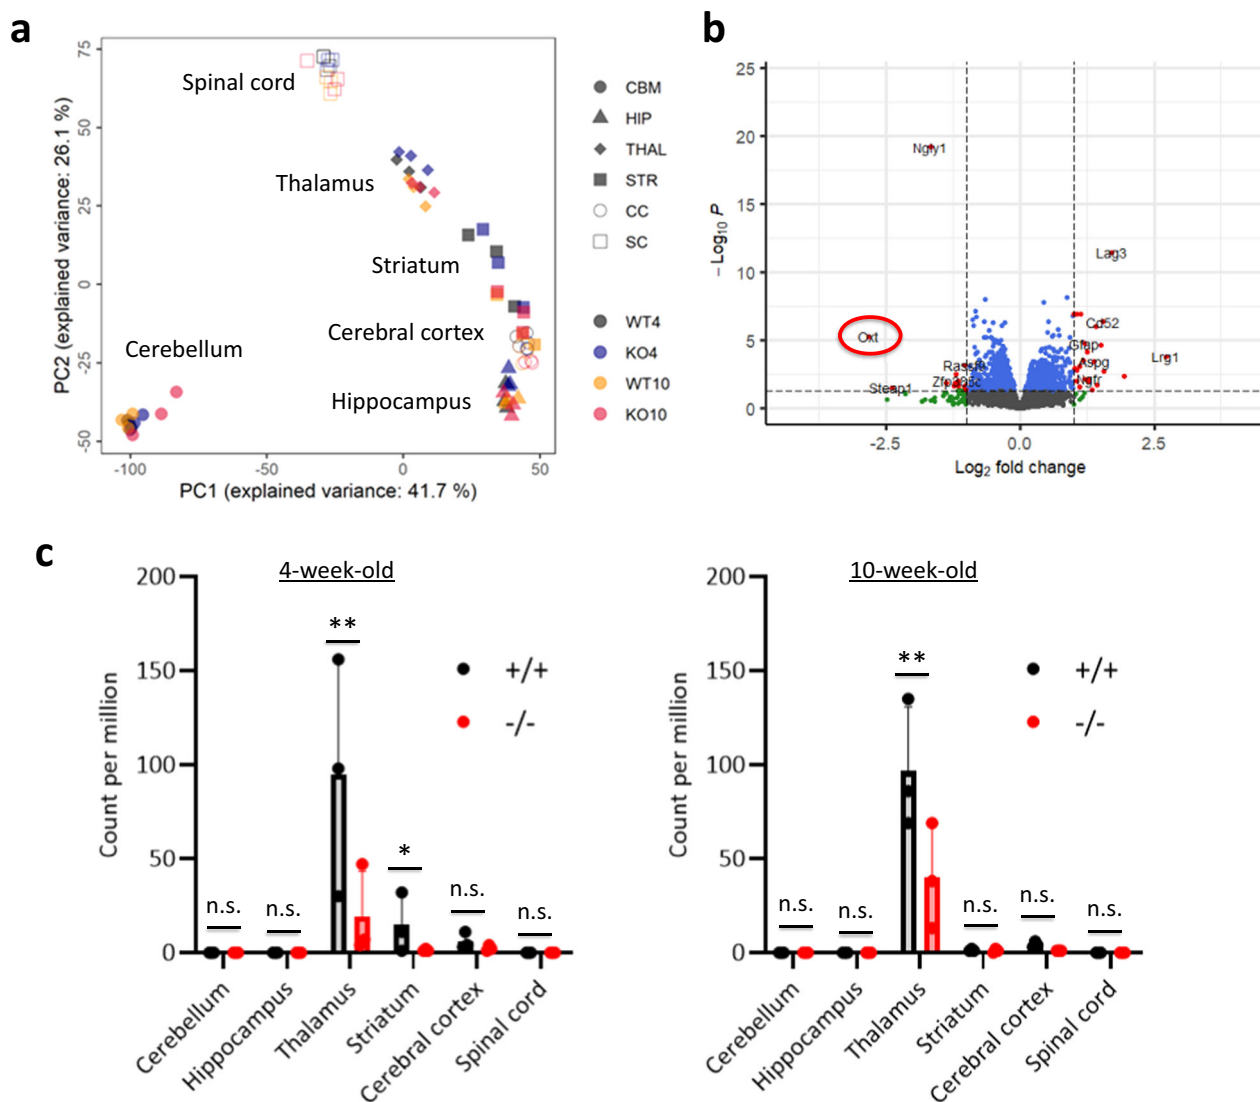 a
75
50
25
0
-25
-50
-100
-50
0
50
PC2 (explained variance: 26.1 %)
PC1 (explained variance: 41.7 %)
Spinal cord
Thalamus
Striatum
Cerebral cortex
Cerebellum
Hippocampus
CBM
HIP
THAL
STR
CC
SC
WT4
KO4
WT10
KO10
b
25
20
15
10
5
0
-2.5
0.0
2.5
− Log10 P
Log2 fold change
Ngly1
Lag3
Oxt
Cd52
Gfap
Lrg1
Aspg
Ngfr
Steap1
c
4-week-old
200
150
100
50
0
Count per million
**
*
n.s.
n.s.
n.s.
n.s.
+/+
-/-
Cerebellum
Hippocampus
Thalamus
Striatum
Cerebral cortex
Spinal cord
10-week-old
200
150
100
50
0
Count per million
**
n.s.
n.s.
n.s.
n.s.
n.s.
+/+
-/-
Cerebellum
Hippocampus
Thalamus
Striatum
Cerebral cortex
Spinal cord